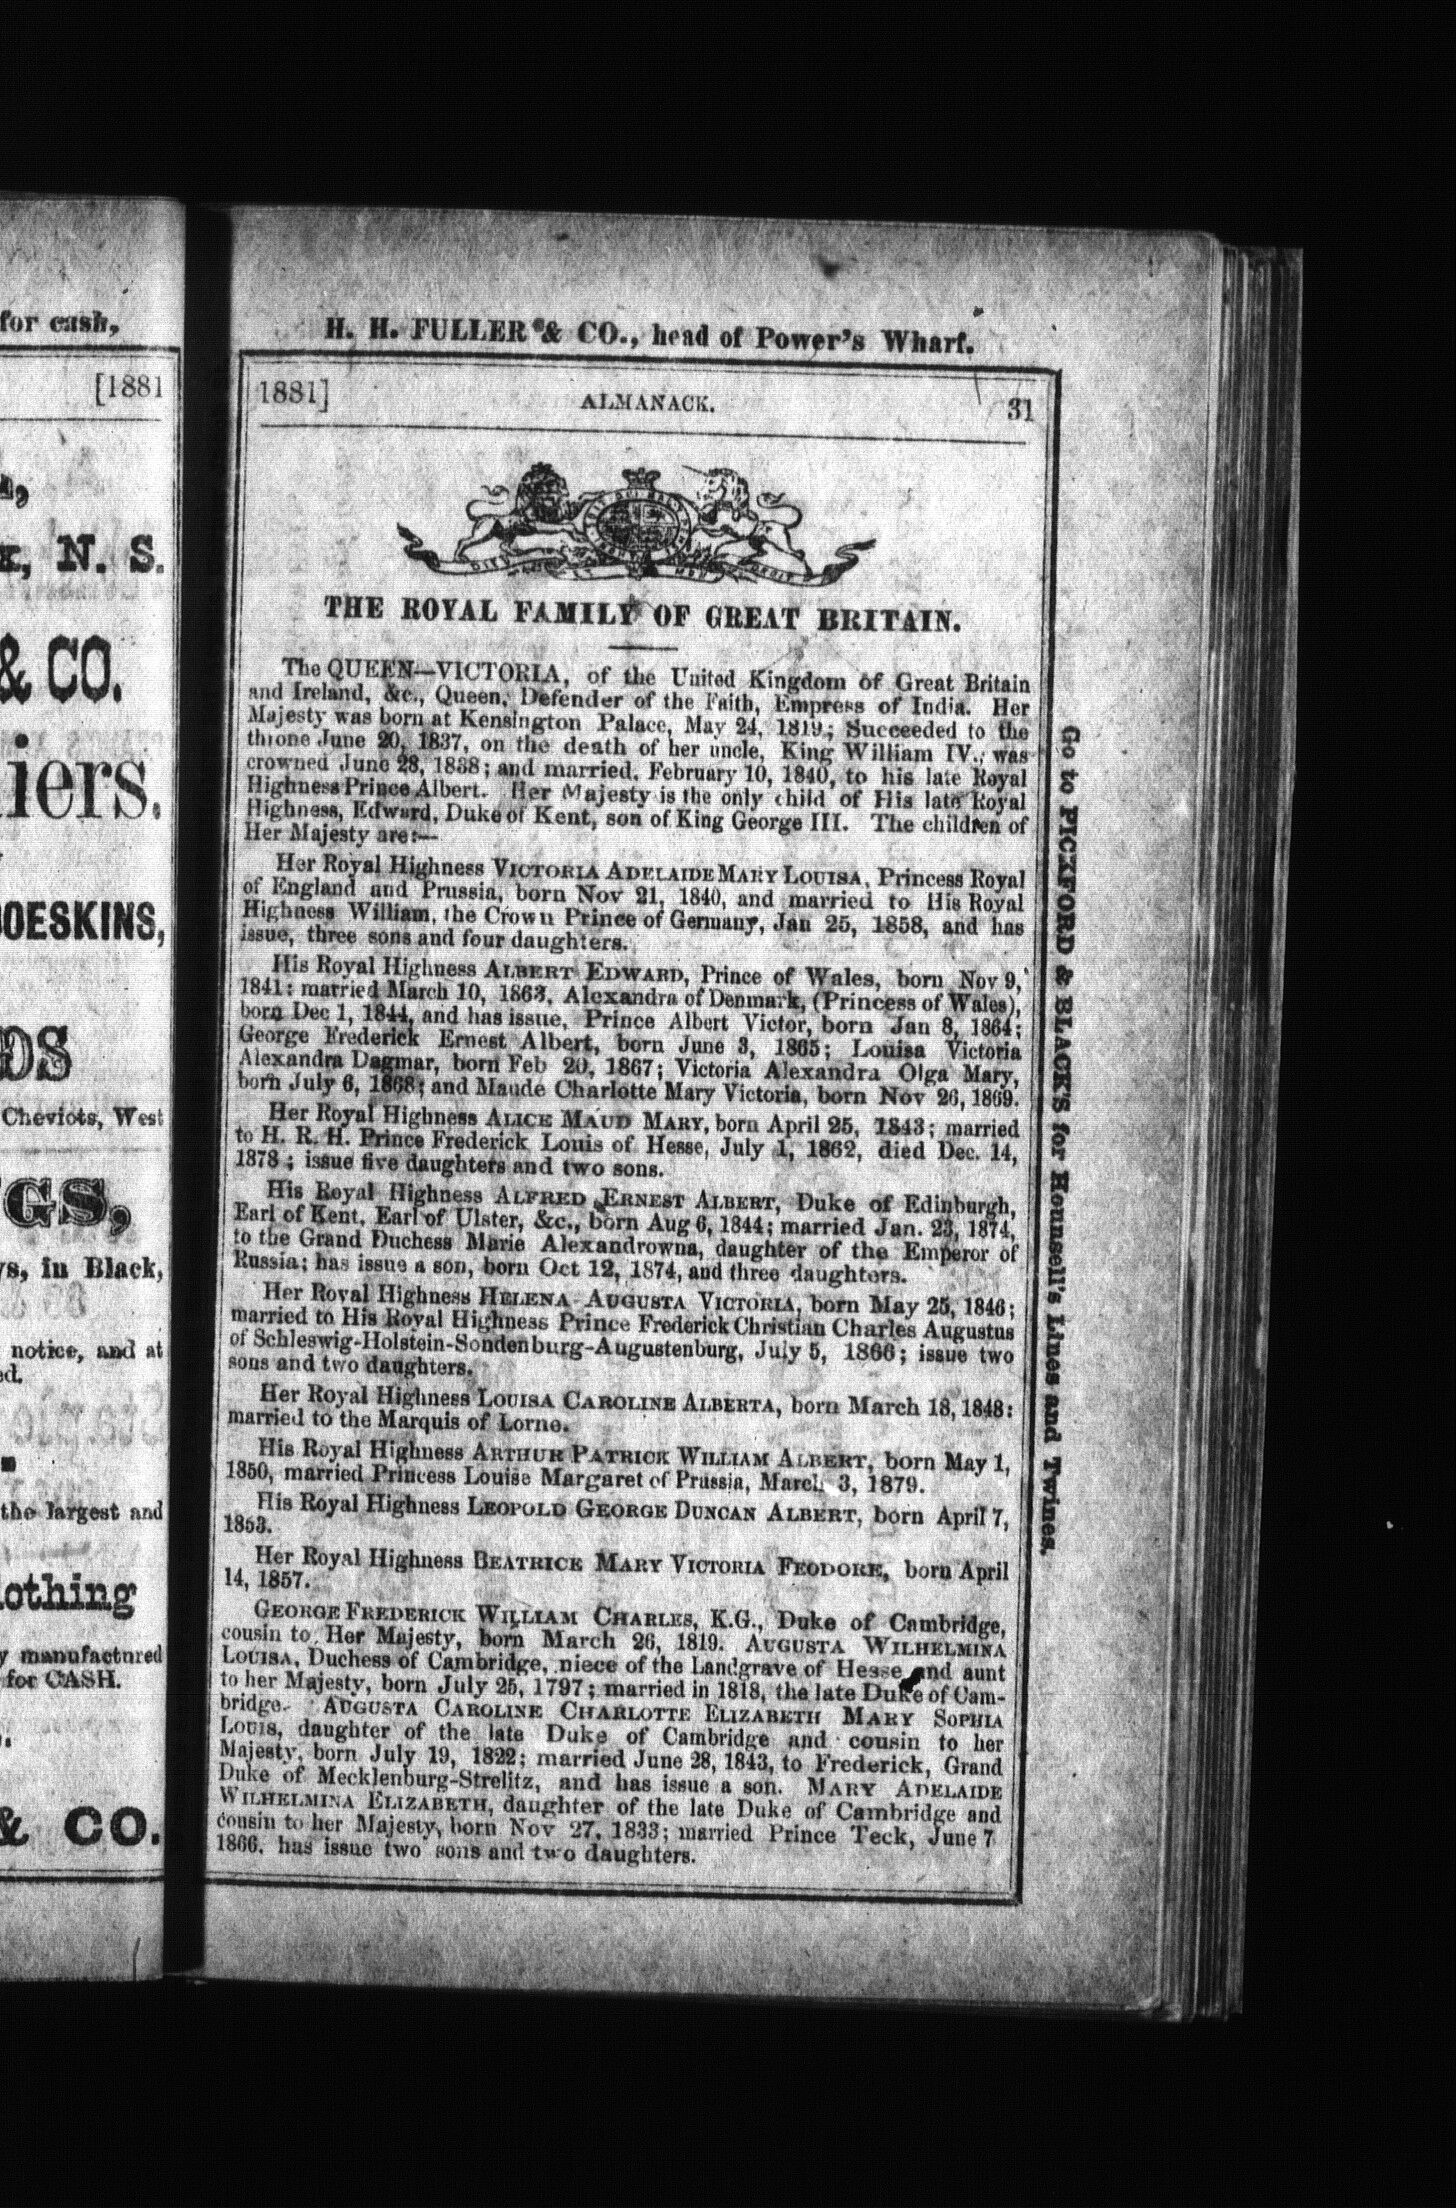 for cash,
[1881
N. S.
& CO.
iers.
OESKINS,
DS
Cheviots, West
GS,
in Black,
notice, and at
the largest and
lothing
manufactured
for CASH.
& CO.
H. H. FULLER & CO., head of Power's Wharf.
1881]
ALMANACK.
31
THE ROYAL FAMILY OF GREAT BRITAIN.
The QUEEN—VICTORIA, of the United Kingdom of Great Britain
and Ireland, &c., Queen, Defender of the Faith, Empress of India. Her
Majesty was born at Kensington Palace, May 24, 1819; Succeeded to the
throne June 20, 1837, on the death of her uncle, King William IV.; was
crowned June 28, 1838; and married, February 10, 1840, to his late Royal
Highness Prince Albert. Her Majesty is the only child of His late Royal
Highness, Edward, Duke of Kent, son of King George III. The children of
Her Majesty are:—
Her Royal Highness VICTORIA ADELAIDE MARY LOUISA, Princess Royal
of England and Prussia, born Nov 21, 1840, and married to His Royal
Highness William, the Crown Prince of Germany, Jan 25, 1858, and has
issue, three sons and four daughters.
His Royal Highness ALBERT EDWARD, Prince of Wales, born Nov 9,
1841: married March 10, 1863, Alexandra of Denmark, (Princess of Wales),
born Dec 1, 1844, and has issue, Prince Albert Victor, born Jan 8, 1864;
George Frederick Ernest Albert, born June 3, 1865; Louisa Victoria
Alexandra Dagmar, born Feb 20, 1867; Victoria Alexandra Olga Mary,
born July 6, 1868; and Maude Charlotte Mary Victoria, born Nov 26, 1869.
Her Royal Highness ALICE MAUD MARY, born April 25, 1843; married
to H. R. H. Prince Frederick Louis of Hesse, July 1, 1862, died Dec. 14,
1878; issue five daughters and two sons.
His Royal Highness ALFRED ERNEST ALBERT, Duke of Edinburgh,
Earl of Kent, Earl of Ulster, &c., born Aug 6, 1844; married Jan. 23, 1874,
to the Grand Duchess Marie Alexandrowna, daughter of the Emperor of
Russia; has issue a son, born Oct 12, 1874, and three daughters.
Her Royal Highness HELENA AUGUSTA VICTORIA, born May 25, 1846;
married to His Royal Highness Prince Frederick Christian Charles Augustus
of Schleswig-Holstein-Sondenburg-Augustenburg, July 5, 1866; issue two
sons and two daughters.
Her Royal Highness LOUISA CAROLINE ALBERTA, born March 18, 1848:
married to the Marquis of Lorne.
His Royal Highness ARTHUR PATRICK WILLIAM ALBERT, born May 1,
1850, married Princess Louise Margaret of Prussia, March 3, 1879.
His Royal Highness LEOPOLD GEORGE DUNCAN ALBERT, born April 7,
1853.
Her Royal Highness BEATRICE MARY VICTORIA FEODORE, born April
14, 1857.
GEORGE FREDERICK WILLIAM CHARLES, K.G., Duke of Cambridge,
cousin to Her Majesty, born March 26, 1819. AUGUSTA WILHELMINA
LOUISA, Duchess of Cambridge, niece of the Landgrave of Hesse and aunt
to her Majesty, born July 25, 1797; married in 1818, the late Duke of Cam-
bridge. AUGUSTA CAROLINE CHARLOTTE ELIZABETH MARY SOPHIA
LOUIS, daughter of the late Duke of Cambridge and cousin to her
Majesty, born July 19, 1822; married June 28, 1843, to Frederick, Grand
Duke of Mecklenburg-Strelitz, and has issue a son. MARY ADELAIDE
WILHELMINA ELIZABETH, daughter of the late Duke of Cambridge and
cousin to her Majesty, born Nov 27, 1833; married Prince Teck, June 7
1866, has issue two sons and two daughters.
Go to PICKFORD & BLACK'S for Hounsell's Lines and Twines.